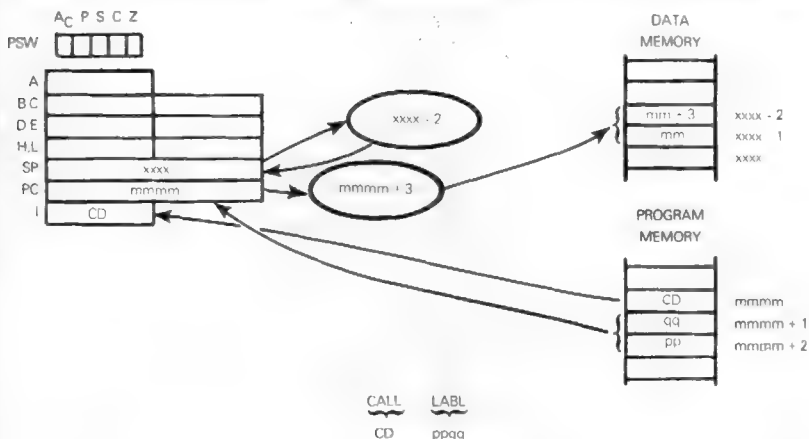 A_C P S C Z
PSW
A
B C
D E
H,L
SP xxxx
PC mmmm
I CD
xxxx - 2
mmmm + 3
DATA
MEMORY
mm + 3 xxxx - 2
mm xxxx - 1
xxxx
PROGRAM
MEMORY
CD mmmm
qq mmmm + 1
pp mmmm + 2
CALL LABL
CD ppqq